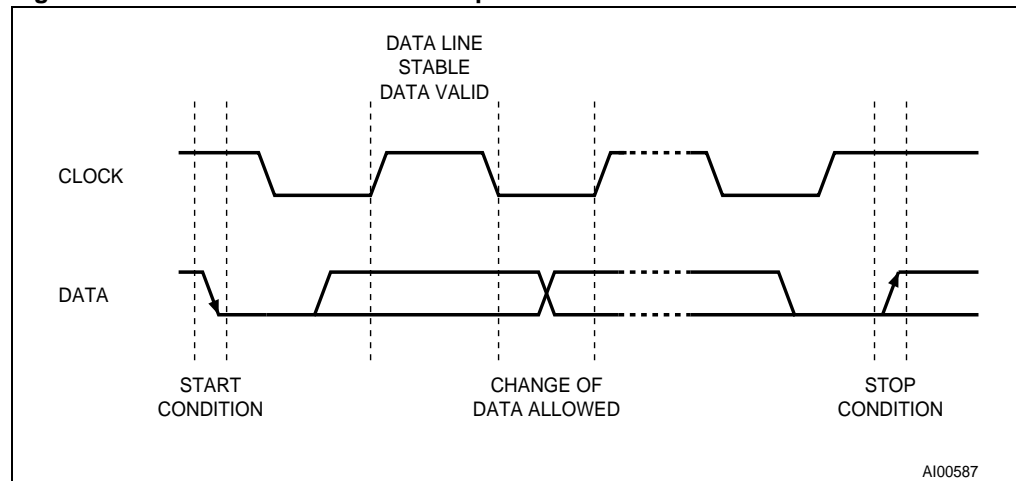 DATA LINE
STABLE
DATA VALID
CLOCK
DATA
START
CONDITION
CHANGE OF
DATA ALLOWED
STOP
CONDITION
AI00587